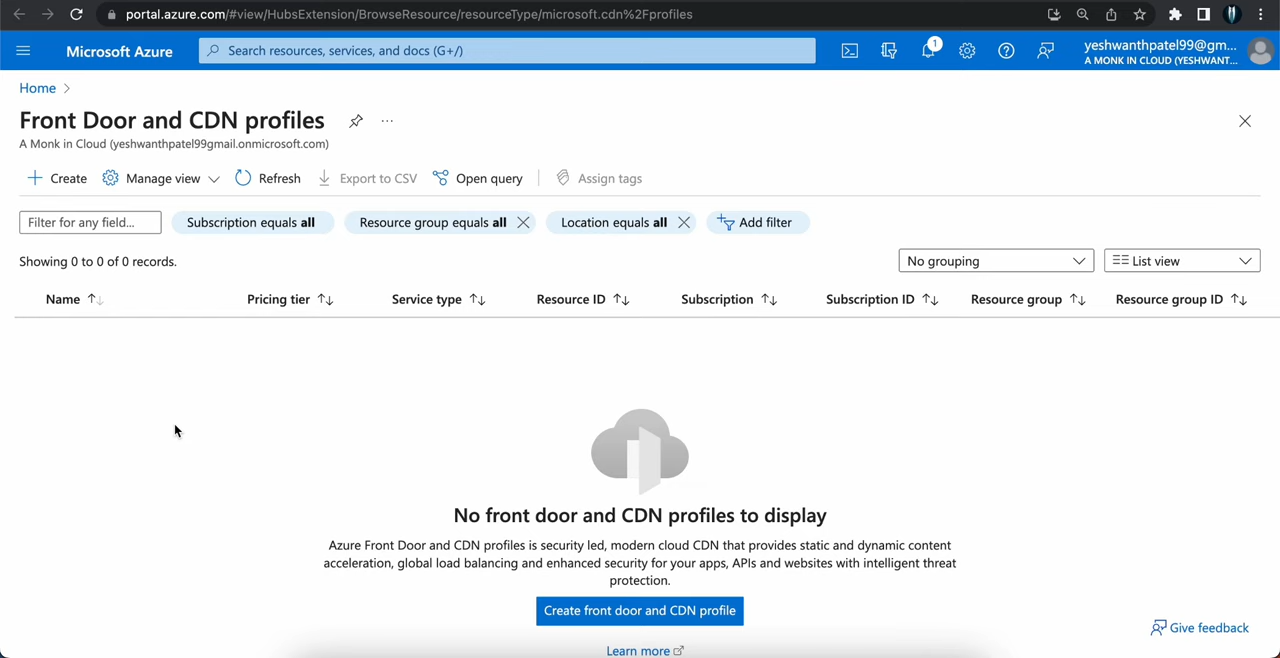 portal.azure.com/#view/HubsExtension/BrowseResource/resourceType/microsoft.cdn%2Fprofiles
Microsoft Azure
Search resources, services, and docs (G+/)
1
yeshwanthpatel99@gm...
A MONK IN CLOUD (YESHWANT...
Home >
Front Door and CDN profiles
...
A Monk in Cloud (yeshwanthpatel99gmail.onmicrosoft.com)
+ Create Manage view Refresh Export to CSV Open query Assign tags
Filter for any field... Subscription equals all Resource group equals all Location equals all Add filter
Showing 0 to 0 of 0 records. No grouping List view
Name Pricing tier Service type Resource ID Subscription Subscription ID Resource group Resource group ID
No front door and CDN profiles to display
Azure Front Door and CDN profiles is security led, modern cloud CDN that provides static and dynamic content
acceleration, global load balancing and enhanced security for your apps, APIs and websites with intelligent threat
protection.
Create front door and CDN profile
Give feedback
Learn more